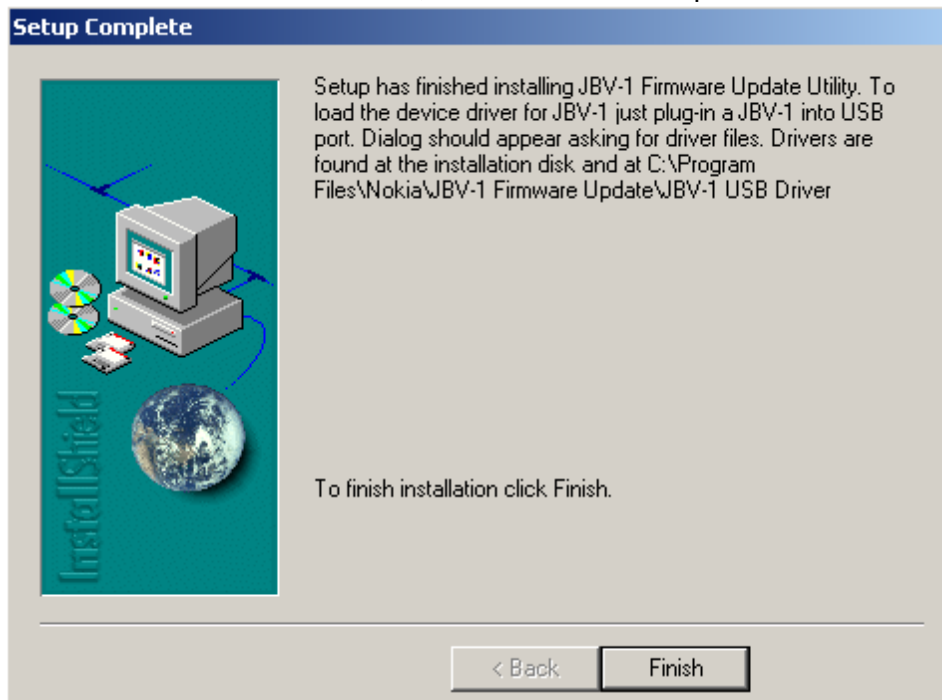 Setup Complete
Setup has finished installing JBV-1 Firmware Update Utility. To
load the device driver for JBV-1 just plug-in a JBV-1 into USB
port. Dialog should appear asking for driver files. Drivers are
found at the installation disk and at C:\Program
Files\Nokia\JBV-1 Firmware Update\JBV-1 USB Driver
InstallShield
To finish installation click Finish.
< Back
Finish